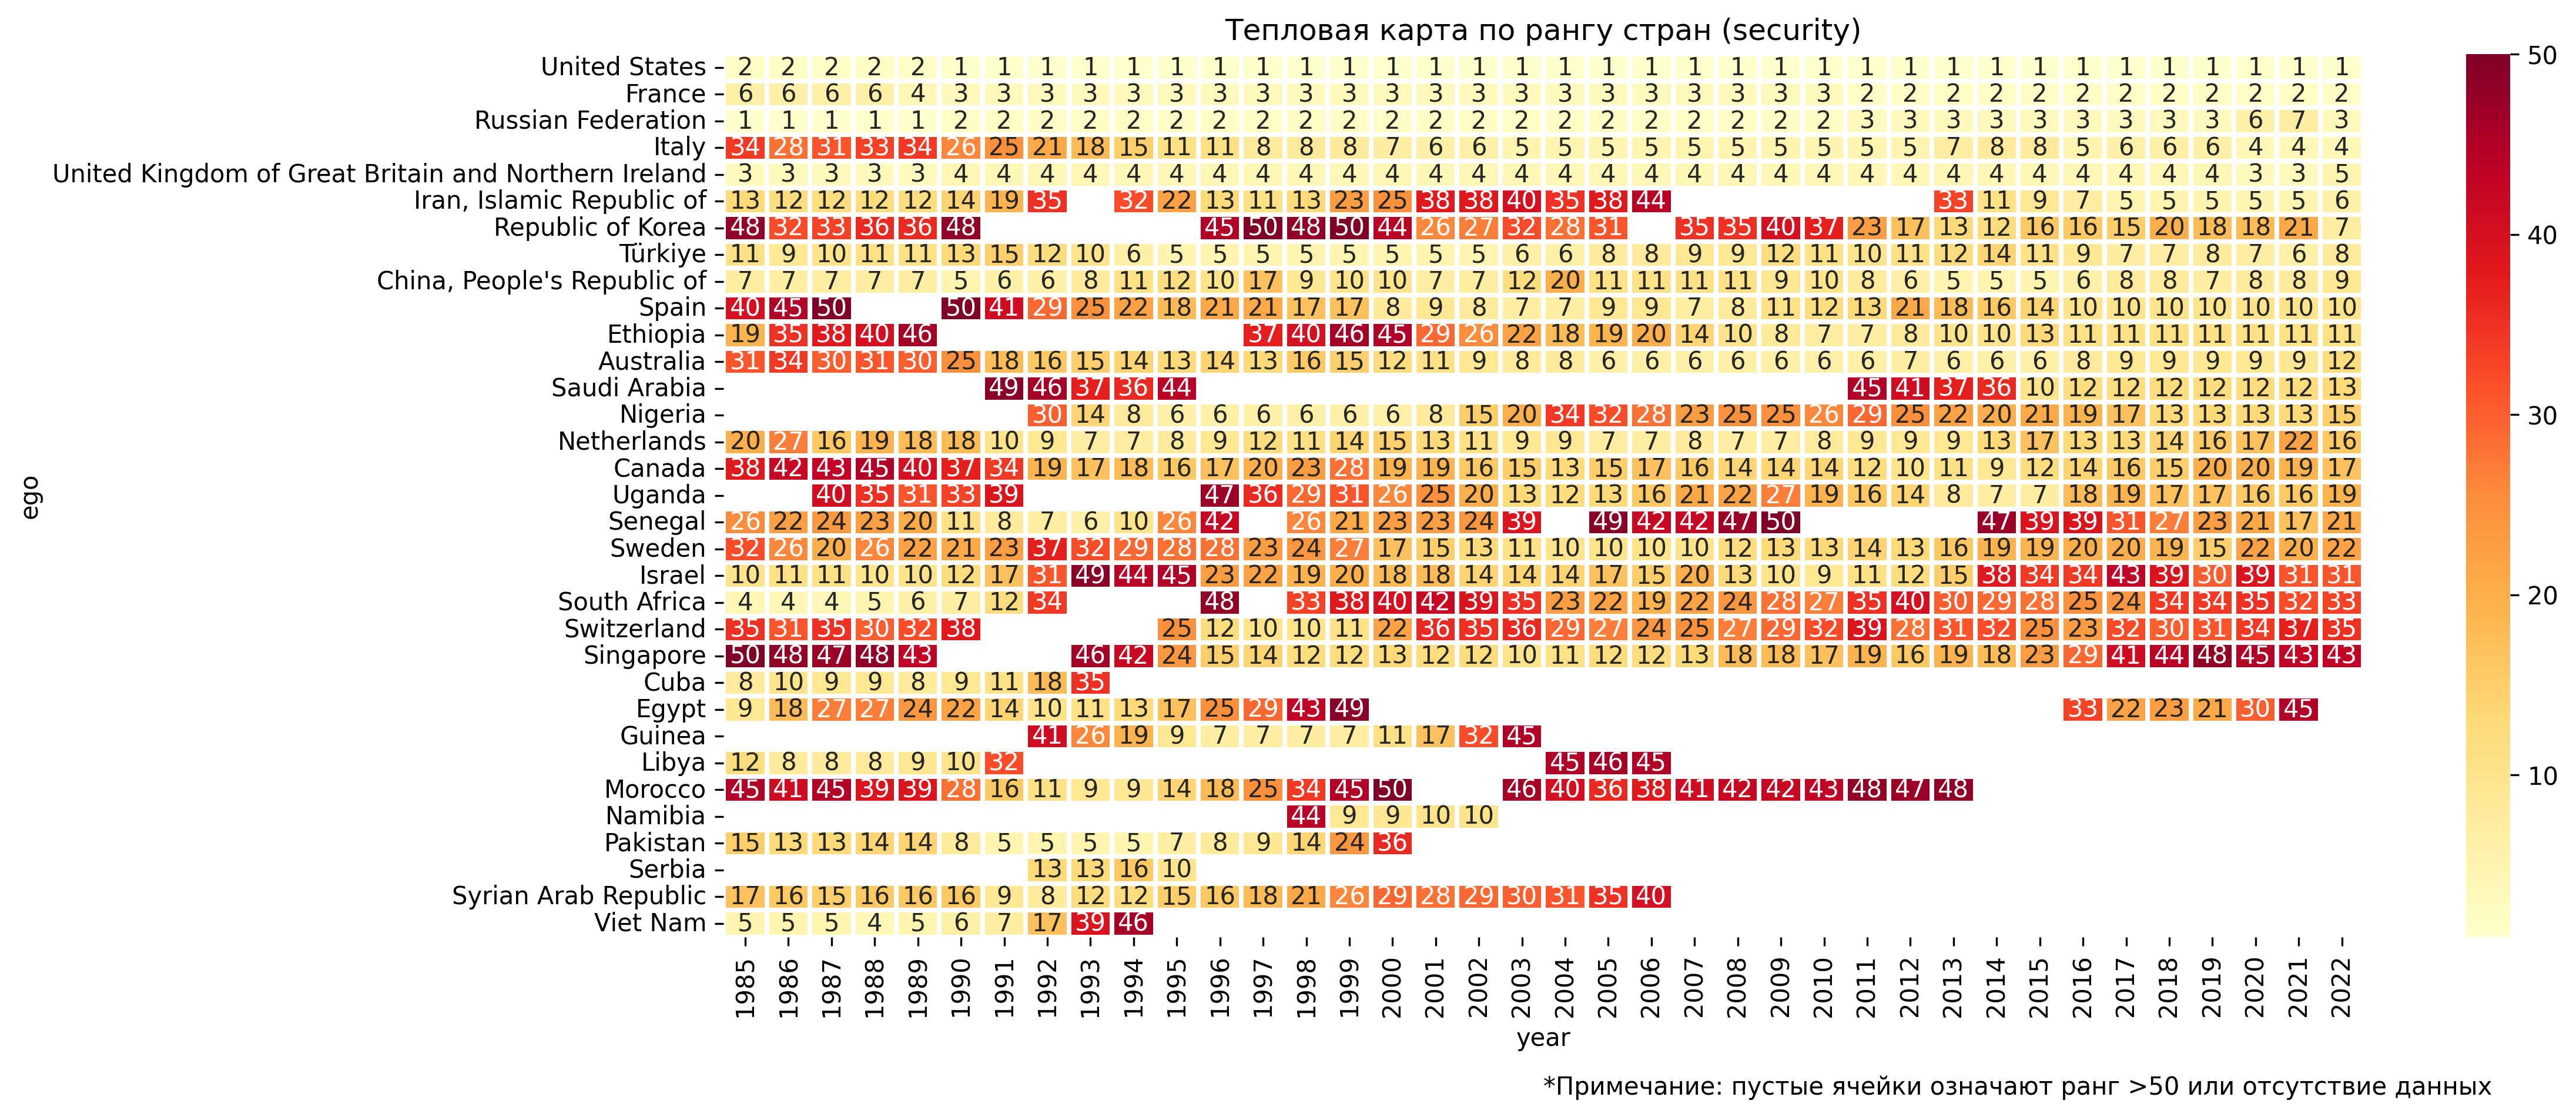 Тепловая карта по рангу стран (security)
United States 2 2 2 2 2 1 1 1 1 1 1 1 1 1 1 1 1 1 1 1 1 1 1 1 1 1 1 1 1 1 1 1 1 1 1 1 1 1
France 6 6 6 6 4 3 3 3 3 3 3 3 3 3 3 3 3 3 3 3 3 3 3 3 3 3 2 2 2 2 2 2 2 2 2 2 2 2
Russian Federation 1 1 1 1 1 2 2 2 2 2 2 2 2 2 2 2 2 2 2 2 2 2 2 2 2 2 3 3 3 3 3 3 3 3 3 6 7 3
Italy 34 28 31 33 34 26 25 21 18 15 11 11 8 8 8 7 6 6 5 5 5 5 5 5 5 5 5 5 7 8 8 5 6 6 6 4 4 4
United Kingdom of Great Britain and Northern Ireland 3 3 3 3 3 4 4 4 4 4 4 4 4 4 4 4 4 4 4 4 4 4 4 4 4 4 4 4 4 4 4 4 4 4 4 3 3 5
Iran, Islamic Republic of 13 12 12 12 12 14 19 35 32 22 13 11 13 23 25 38 38 40 35 38 44 33 11 9 7 5 5 5 5 5 6
Republic of Korea 48 32 33 36 36 48 45 50 48 50 44 26 27 32 28 31 35 35 40 37 23 17 13 12 16 16 15 20 18 18 21 7
Türkiye 11 9 10 11 11 13 15 12 10 6 5 5 5 5 5 5 5 5 6 6 8 8 9 9 12 11 10 11 12 14 11 9 7 7 8 7 6 8
China, People's Republic of 7 7 7 7 7 5 6 6 8 11 12 10 17 9 10 10 7 7 12 20 11 11 11 11 9 10 8 6 5 5 5 6 8 8 7 8 8 9
Spain 40 45 50 50 41 29 25 22 18 21 21 17 17 8 9 8 7 7 9 9 7 8 11 12 13 21 18 16 14 10 10 10 10 10 10 10
Ethiopia 19 35 38 40 46 37 40 46 45 29 26 22 18 19 20 14 10 8 7 7 8 10 10 13 11 11 11 11 11 11 11
Australia 31 34 30 31 30 25 18 16 15 14 13 14 13 16 15 12 11 9 8 8 6 6 6 6 6 6 6 7 6 6 6 8 9 9 9 9 9 12
Saudi Arabia 49 46 37 36 44 45 41 37 36 10 12 12 12 12 12 12 13
Nigeria 30 14 8 6 6 6 6 6 6 8 15 20 34 32 28 23 25 25 26 29 25 22 20 21 19 17 13 13 13 13 15
Netherlands 20 27 16 19 18 18 10 9 7 7 8 9 12 11 14 15 13 11 9 9 7 7 8 7 7 8 9 9 9 13 17 13 13 14 16 17 22 16
Canada 38 42 43 45 40 37 34 19 17 18 16 17 20 23 28 19 19 16 15 13 15 17 16 14 14 14 12 10 11 9 12 14 16 15 20 20 19 17
Uganda 40 35 31 33 39 47 36 29 31 26 25 20 13 12 13 16 21 22 27 19 16 14 8 7 7 18 19 17 17 16 16 19
Senegal 26 22 24 23 20 11 8 7 6 10 26 42 26 21 23 23 24 39 49 42 42 47 50 47 39 39 31 27 23 21 17 21
Sweden 32 26 20 26 22 21 23 37 32 29 28 28 23 24 27 17 15 13 11 10 10 10 10 12 13 13 14 13 16 19 19 20 20 19 15 22 20 22
Israel 10 11 11 10 10 12 17 31 49 44 45 23 22 19 20 18 18 14 14 14 17 15 20 13 10 9 11 12 15 38 34 34 43 39 30 39 31 31
South Africa 4 4 4 5 6 7 12 34 48 33 38 40 42 39 35 23 22 19 22 24 28 27 35 40 30 29 28 25 24 34 34 35 32 33
Switzerland 35 31 35 30 32 38 25 12 10 10 11 22 36 35 36 29 27 24 25 27 29 32 39 28 31 32 25 23 32 30 31 34 37 35
Singapore 50 48 47 48 43 46 42 24 15 14 12 12 13 12 12 10 11 12 12 13 18 18 17 19 16 19 18 23 29 41 44 48 45 43 43
Cuba 8 10 9 9 8 9 11 18 35
Egypt 9 18 27 27 24 22 14 10 11 13 17 25 29 43 49 33 22 23 21 30 45
Guinea 41 26 19 9 7 7 7 7 11 17 32 45
Libya 12 8 8 8 9 10 32 45 46 45
Morocco 45 41 45 39 39 28 16 11 9 9 14 18 25 34 45 50 46 40 36 38 41 42 42 43 48 47 48
Namibia 44 9 9 10 10
Pakistan 15 13 13 14 14 8 5 5 5 5 7 8 9 14 24 36
Serbia 13 13 16 10
Syrian Arab Republic 17 16 15 16 16 16 9 8 12 12 15 16 18 21 26 29 28 29 30 31 35 40
Viet Nam 5 5 5 4 5 6 7 17 39 46
ego
1985 1986 1987 1988 1989 1990 1991 1992 1993 1994 1995 1996 1997 1998 1999 2000 2001 2002 2003 2004 2005 2006 2007 2008 2009 2010 2011 2012 2013 2014 2015 2016 2017 2018 2019 2020 2021 2022
year
50
40
30
20
10
*Примечание: пустые ячейки означают ранг >50 или отсутствие данных